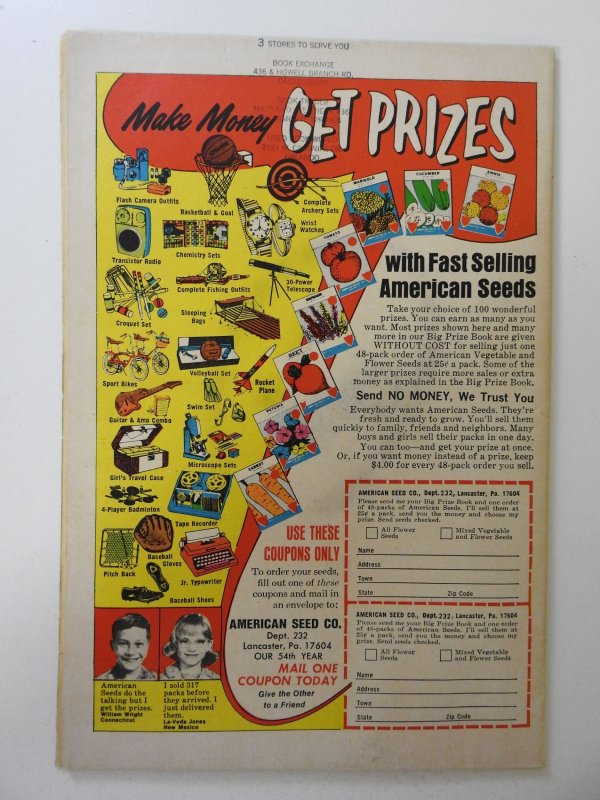 3 STORES TO SERVE YOU
BOOK EXCHANGE
436 & HOWELL BRANCH RD.
Make Money GET PRIZES
Flash Camera Outfits
Basketball & Goal
Complete
Archery Sets
Wrist
Watches
Transistor Radio
Chemistry Sets
Complete Fishing Outfits
30-Power
Telescope
Croquet Set
Sleeping
Bags
Sport Bikes
Volleyball Set
Rocket
Plane
Guitar & Amp Combo
Swim Set
Girl's Travel Case
Microscope Sets
4-Player Badminton
Tape Recorder
Pitch Back
Baseball
Gloves
Jr. Typewriter
Baseball Shoes
MARIGOLD
CUCUMBER
ZINNIA
TOMATO
BEET
PETUNIA
CARROT
with Fast Selling
American Seeds
Take your choice of 100 wonderful
prizes. You can earn as many as you
want. Most prizes shown here and many
more in our Big Prize Book are given
WITHOUT COST for selling just one
48-pack order of American Vegetable and
Flower Seeds at 25¢ a pack. Some of the
larger prizes require more sales or extra
money as explained in the Big Prize Book.
Send NO MONEY, We Trust You
Everybody wants American Seeds. They're
fresh and ready to grow. You'll sell them
quickly to family, friends and neighbors. Many
boys and girls sell their packs in one day.
You can too—and get your prize at once.
Or, if you want money instead of a prize, keep
$4.00 for every 48-pack order you sell.
USE THESE
COUPONS ONLY
To order your seeds,
fill out one of these
coupons and mail in
an envelope to:
AMERICAN SEED CO.
Dept. 232
Lancaster, Pa. 17604
OUR 54th YEAR
MAIL ONE
COUPON TODAY
Give the Other
to a Friend
American
Seeds do the
talking but I
get the prizes.
William Wright
Connecticut
I sold 317
packs before
they arrived. I
just delivered
them.
La-Veda Jones
New Mexico
AMERICAN SEED CO., Dept. 232, Lancaster, Pa. 17604
Please send me your Big Prize Book and one order
of 48-packs of American Seeds. I'll sell them at
25¢ a pack, send you the money and choose my
prize. Send seeds checked.
All Flower
Seeds
Mixed Vegetable
and Flower Seeds
Name
Address
Town
State Zip Code
AMERICAN SEED CO., Dept. 232, Lancaster, Pa. 17604
Please send me your Big Prize Book and one order
of 48-packs of American Seeds. I'll sell them at
25¢ a pack, send you the money and choose my
prize. Send seeds checked.
All Flower
Seeds
Mixed Vegetable
and Flower Seeds
Name
Address
Town
State Zip Code